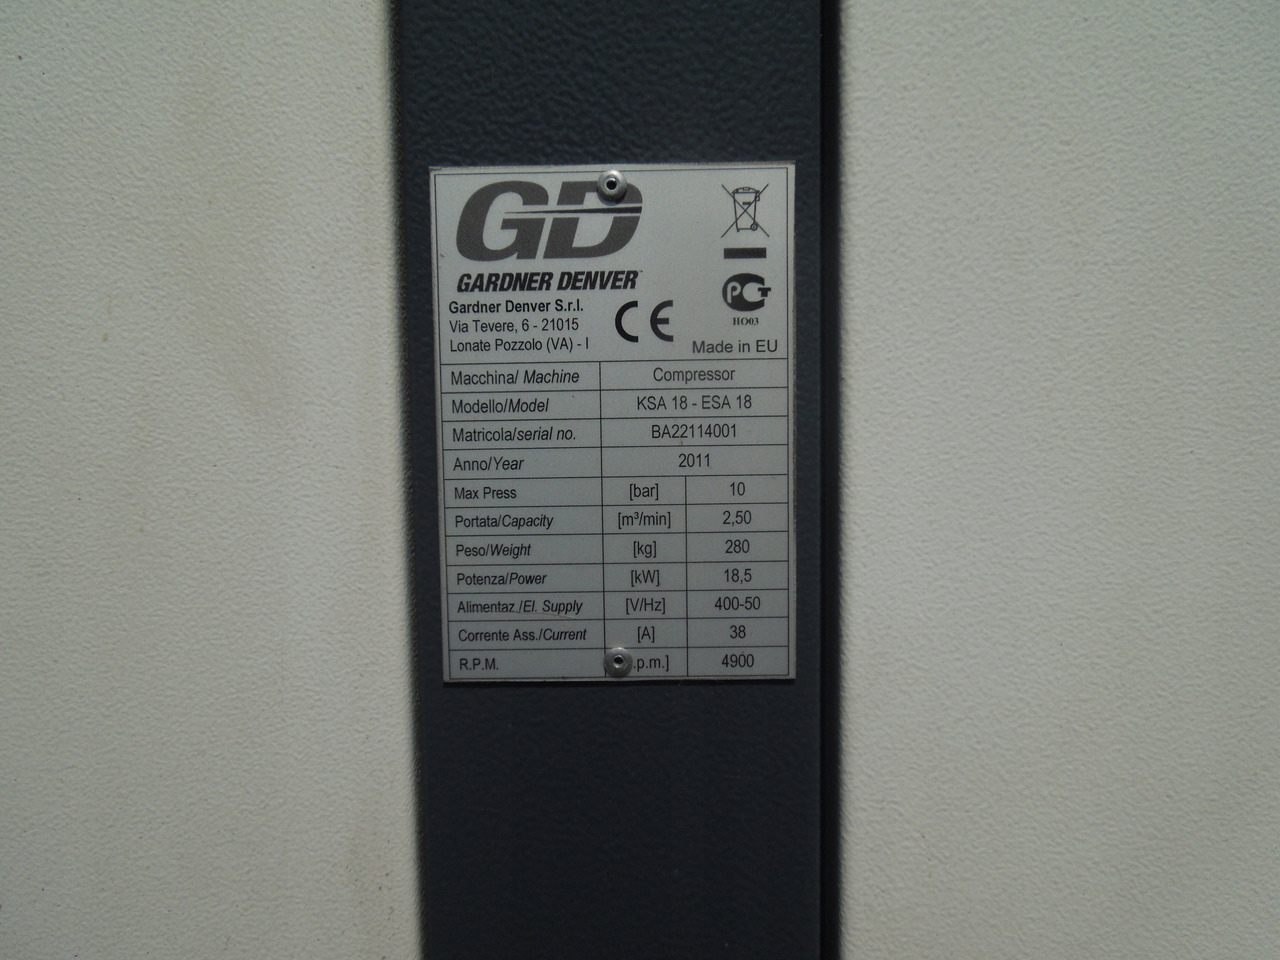 GD
GARDNER DENVER
Gardner Denver S.r.l.
Via Tevere, 6 - 21015
Lonate Pozzolo (VA) - I
CE
PCT
HO03
Made in EU
Macchina/ Machine Compressor
Modello/Model KSA 18 - ESA 18
Matricola/serial no. BA22114001
Anno/Year 2011
Max Press [bar] 10
Portata/Capacity [m³/min] 2,50
Peso/Weight [kg] 280
Potenza/Power [kW] 18,5
Alimentaz./El. Supply [V/Hz] 400-50
Corrente Ass./Current [A] 38
R.P.M. .p.m.] 4900